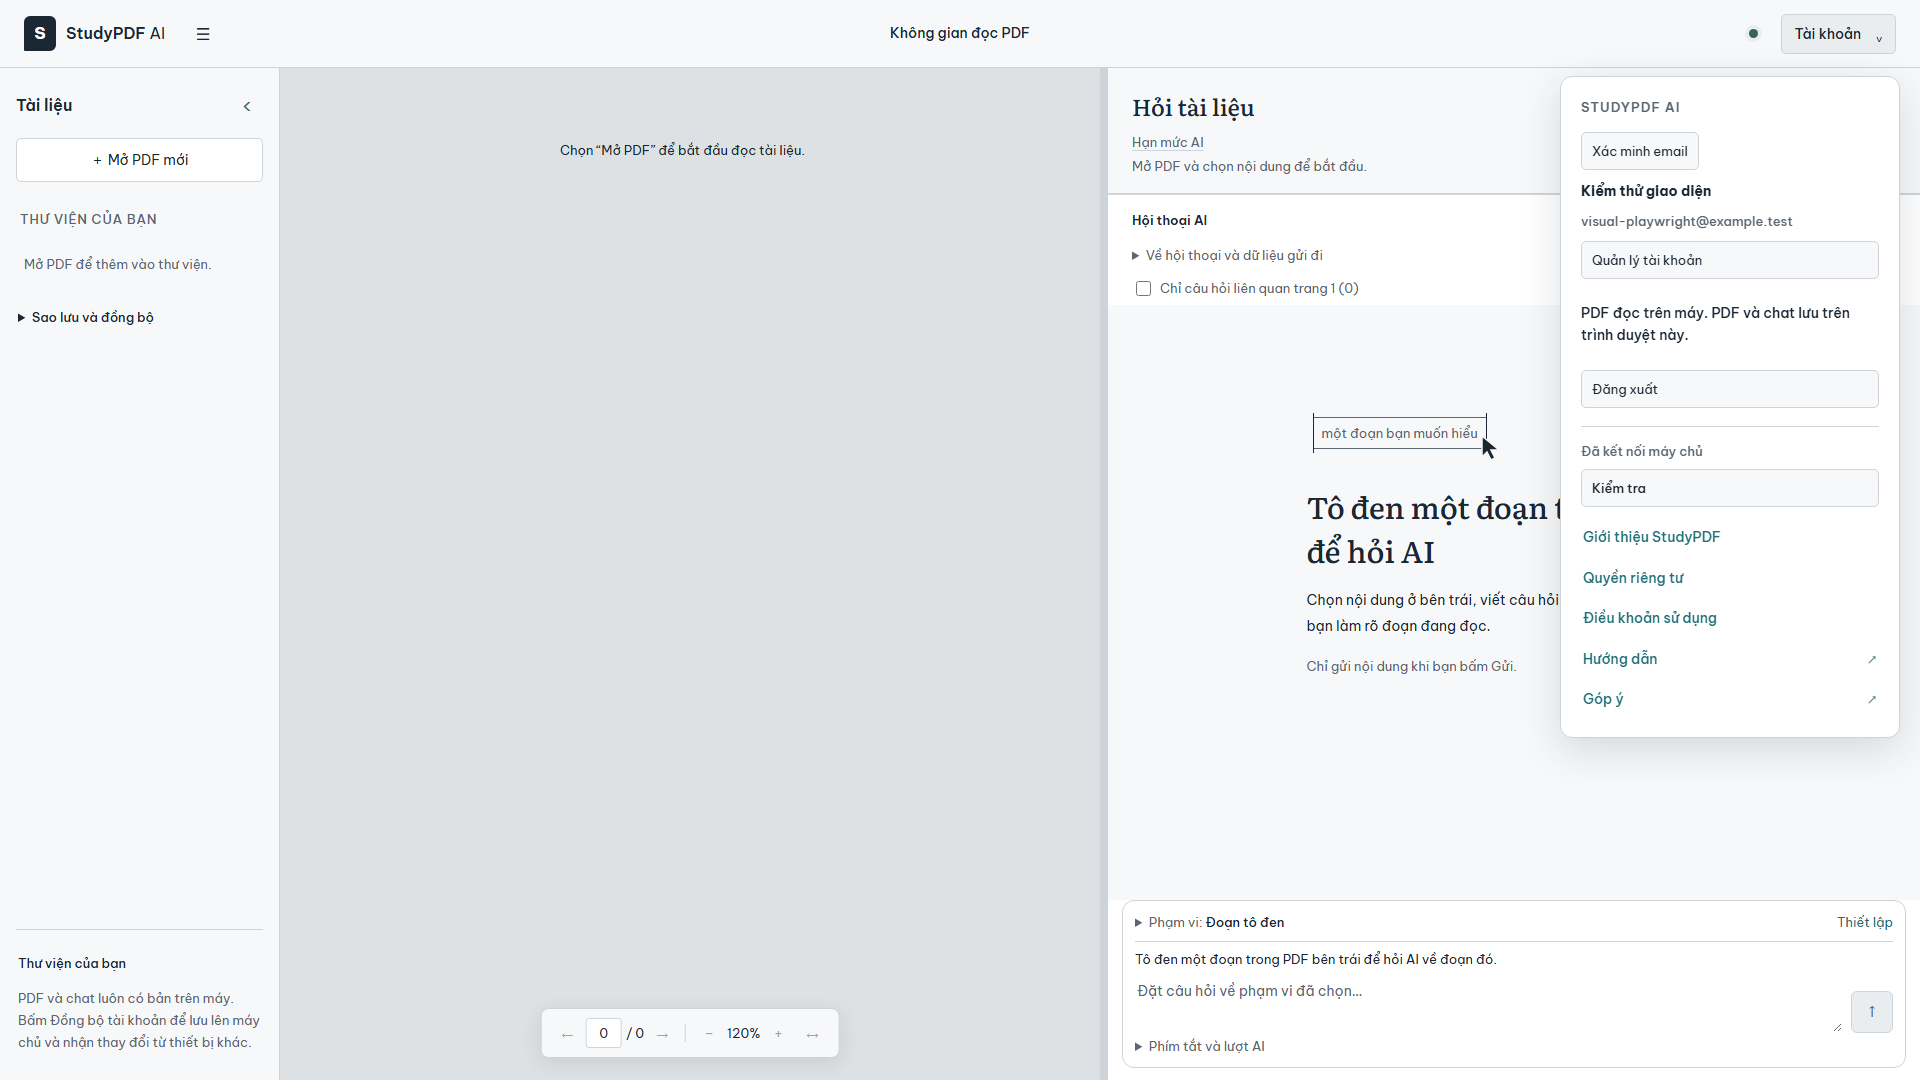 S StudyPDF AI ☰
Không gian đọc PDF
Tài khoản ˅
Tài liệu <
+ Mở PDF mới
THƯ VIỆN CỦA BẠN
Mở PDF để thêm vào thư viện.
▶ Sao lưu và đồng bộ
Thư viện của bạn
PDF và chat luôn có bản trên máy.
Bấm Đồng bộ tài khoản để lưu lên máy
chủ và nhận thay đổi từ thiết bị khác.
Chọn “Mở PDF” để bắt đầu đọc tài liệu.
← 0 / 0 → − 120% + ↔
Hỏi tài liệu
Hạn mức AI
Mở PDF và chọn nội dung để bắt đầu.
Hội thoại AI
▶ Về hội thoại và dữ liệu gửi đi
Chỉ câu hỏi liên quan trang 1 (0)
một đoạn bạn muốn hiểu
Tô đen một đoạn
để hỏi AI
Chọn nội dung ở bên trái, viết câu hỏi
bạn làm rõ đoạn đang đọc.
Chỉ gửi nội dung khi bạn bấm Gửi.
▶ Phạm vi: Đoạn tô đen Thiết lập
Tô đen một đoạn trong PDF bên trái để hỏi AI về đoạn đó.
Đặt câu hỏi về phạm vi đã chọn...
↑
▶ Phím tắt và lượt AI
STUDYPDF AI
Xác minh email
Kiểm thử giao diện
visual-playwright@example.test
Quản lý tài khoản
PDF đọc trên máy. PDF và chat lưu trên
trình duyệt này.
Đăng xuất
Đã kết nối máy chủ
Kiểm tra
Giới thiệu StudyPDF
Quyền riêng tư
Điều khoản sử dụng
Hướng dẫn ↗
Góp ý ↗